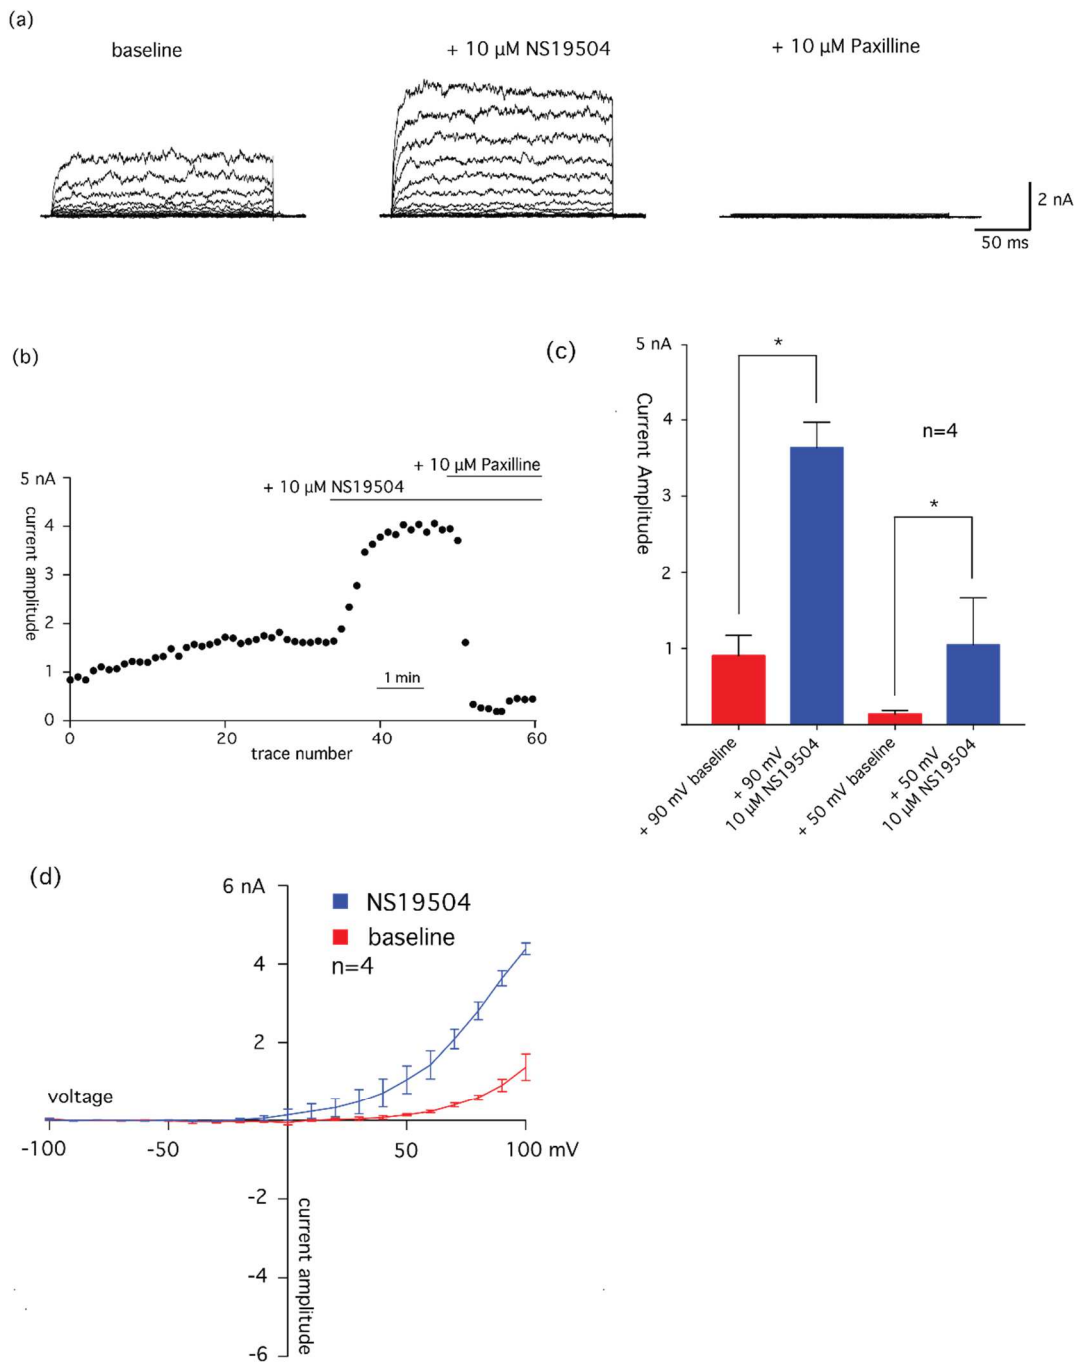 (a)
baseline
+ 10 µM NS19504
+ 10 µM Paxilline
2 nA
50 ms
(b)
+ 10 µM Paxilline
+ 10 µM NS19504
5 nA
4
3
2
1
0
current amplitude
1 min
0
20
40
60
trace number
(c)
5 nA
4
3
2
1
Current Amplitude
*
n=4
*
+ 90 mV baseline
+ 90 mV
10 µM NS19504
+ 50 mV baseline
+ 50 mV
10 µM NS19504
(d)
6 nA
NS19504
baseline
n=4
4
2
voltage
-100
-50
50
100 mV
-2
-4
-6
current amplitude